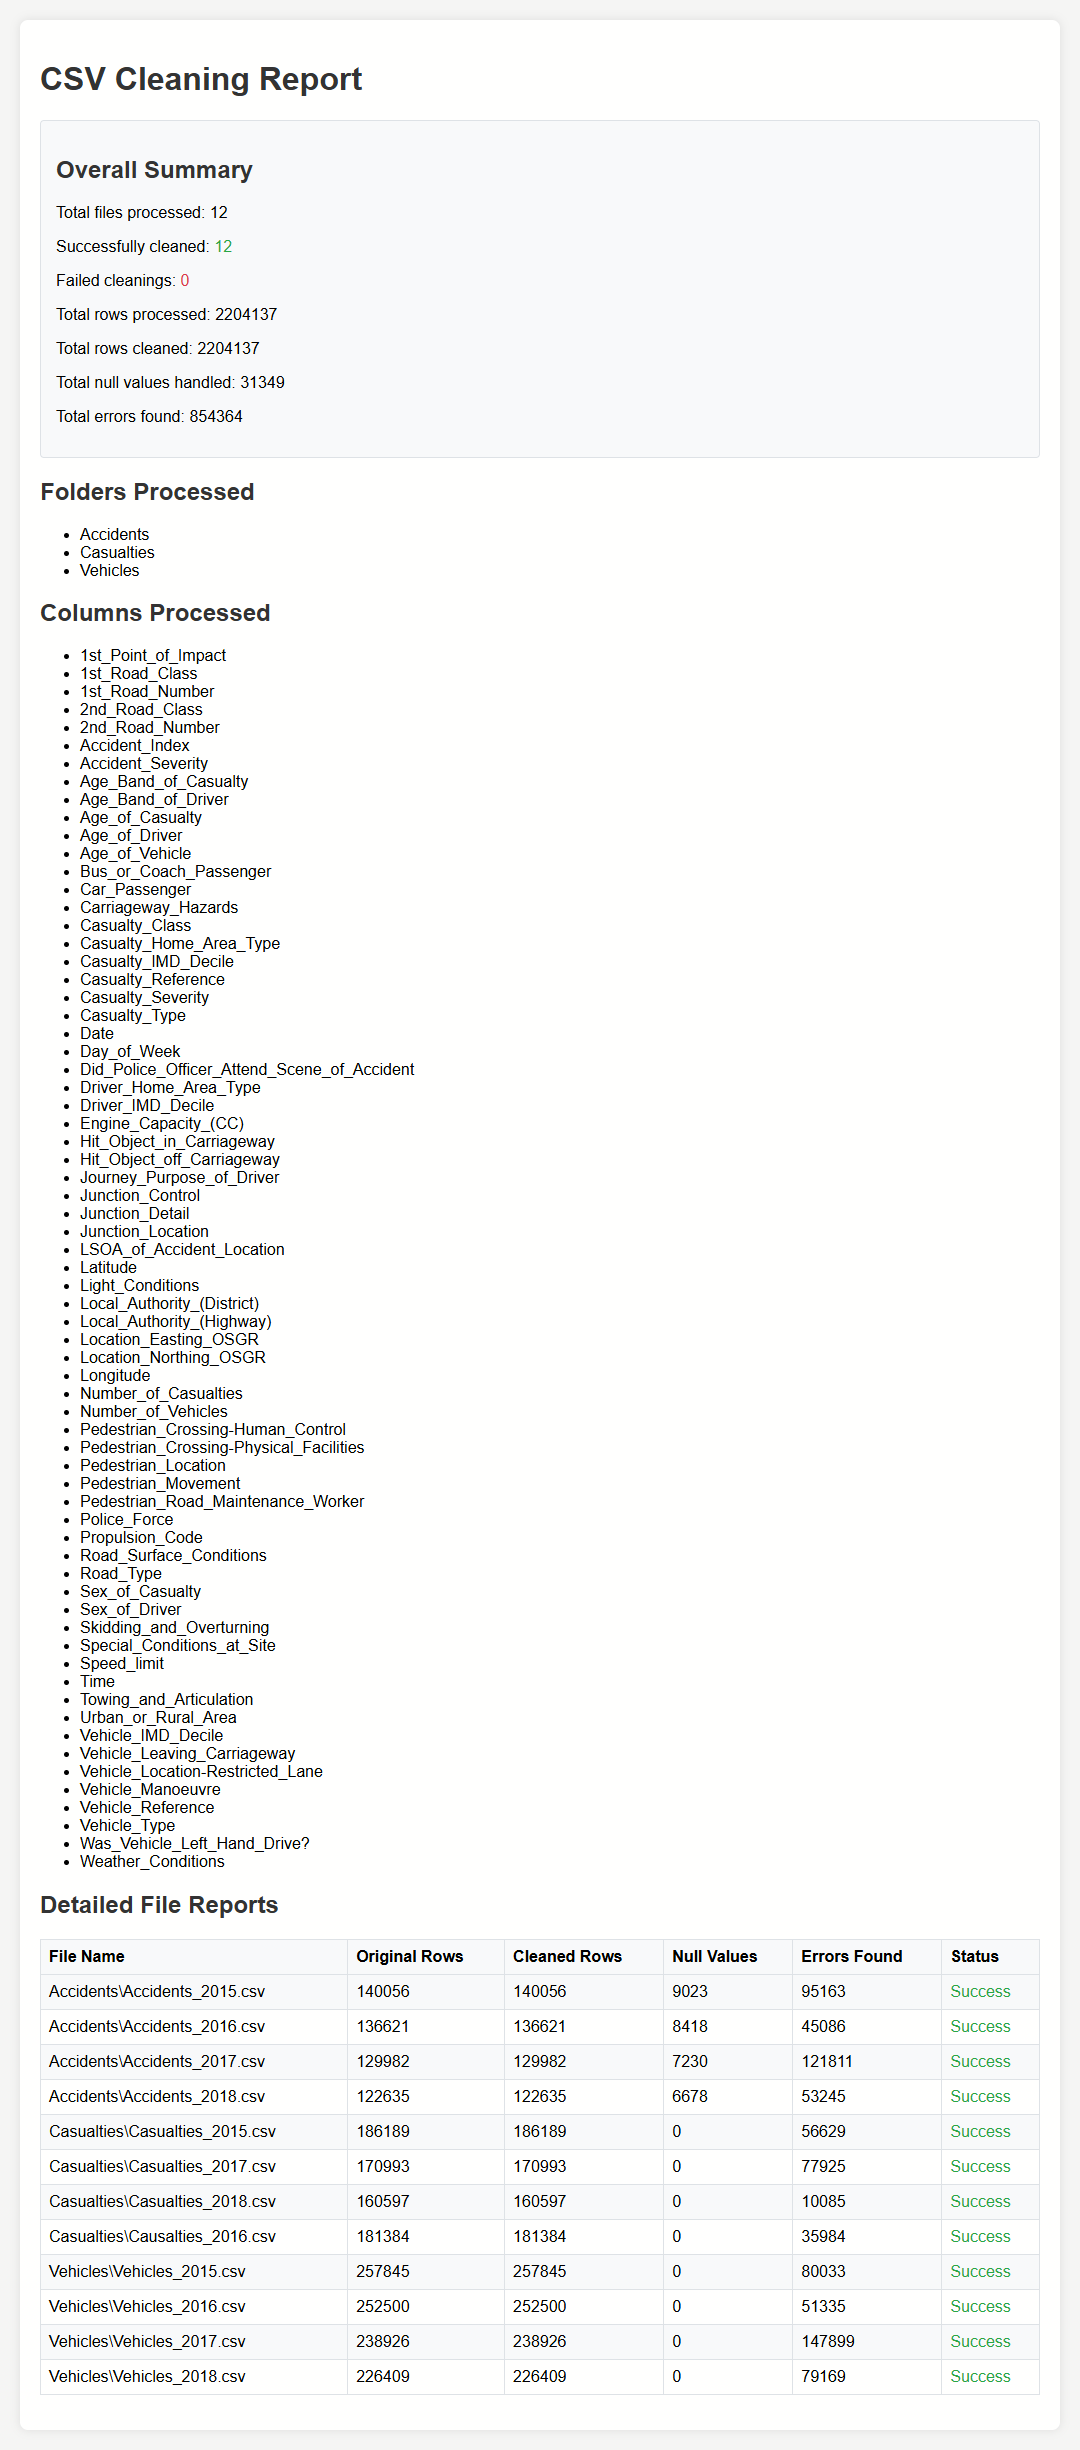 CSV Cleaning Report
Overall Summary
Total files processed: 12
Successfully cleaned: 12
Failed cleanings: 0
Total rows processed: 2204137
Total rows cleaned: 2204137
Total null values handled: 31349
Total errors found: 854364
Folders Processed
• Accidents
• Casualties
• Vehicles
Columns Processed
• 1st_Point_of_Impact
• 1st_Road_Class
• 1st_Road_Number
• 2nd_Road_Class
• 2nd_Road_Number
• Accident_Index
• Accident_Severity
• Age_Band_of_Casualty
• Age_Band_of_Driver
• Age_of_Casualty
• Age_of_Driver
• Age_of_Vehicle
• Bus_or_Coach_Passenger
• Car_Passenger
• Carriageway_Hazards
• Casualty_Class
• Casualty_Home_Area_Type
• Casualty_IMD_Decile
• Casualty_Reference
• Casualty_Severity
• Casualty_Type
• Date
• Day_of_Week
• Did_Police_Officer_Attend_Scene_of_Accident
• Driver_Home_Area_Type
• Driver_IMD_Decile
• Engine_Capacity_(CC)
• Hit_Object_in_Carriageway
• Hit_Object_off_Carriageway
• Journey_Purpose_of_Driver
• Junction_Control
• Junction_Detail
• Junction_Location
• LSOA_of_Accident_Location
• Latitude
• Light_Conditions
• Local_Authority_(District)
• Local_Authority_(Highway)
• Location_Easting_OSGR
• Location_Northing_OSGR
• Longitude
• Number_of_Casualties
• Number_of_Vehicles
• Pedestrian_Crossing-Human_Control
• Pedestrian_Crossing-Physical_Facilities
• Pedestrian_Location
• Pedestrian_Movement
• Pedestrian_Road_Maintenance_Worker
• Police_Force
• Propulsion_Code
• Road_Surface_Conditions
• Road_Type
• Sex_of_Casualty
• Sex_of_Driver
• Skidding_and_Overturning
• Special_Conditions_at_Site
• Speed_limit
• Time
• Towing_and_Articulation
• Urban_or_Rural_Area
• Vehicle_IMD_Decile
• Vehicle_Leaving_Carriageway
• Vehicle_Location-Restricted_Lane
• Vehicle_Manoeuvre
• Vehicle_Reference
• Vehicle_Type
• Was_Vehicle_Left_Hand_Drive?
• Weather_Conditions
Detailed File Reports
File Name Original Rows Cleaned Rows Null Values Errors Found Status
Accidents\Accidents_2015.csv 140056 140056 9023 95163 Success
Accidents\Accidents_2016.csv 136621 136621 8418 45086 Success
Accidents\Accidents_2017.csv 129982 129982 7230 121811 Success
Accidents\Accidents_2018.csv 122635 122635 6678 53245 Success
Casualties\Casualties_2015.csv 186189 186189 0 56629 Success
Casualties\Casualties_2017.csv 170993 170993 0 77925 Success
Casualties\Casualties_2018.csv 160597 160597 0 10085 Success
Casualties\Causalties_2016.csv 181384 181384 0 35984 Success
Vehicles\Vehicles_2015.csv 257845 257845 0 80033 Success
Vehicles\Vehicles_2016.csv 252500 252500 0 51335 Success
Vehicles\Vehicles_2017.csv 238926 238926 0 147899 Success
Vehicles\Vehicles_2018.csv 226409 226409 0 79169 Success